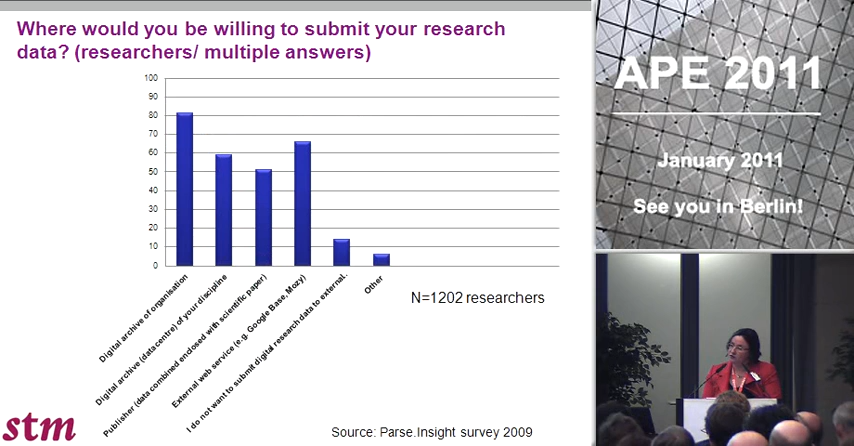 Where would you be willing to submit your research
data? (researchers/ multiple answers)
100
90
80
70
60
50
40
30
20
10
0
Digital archive of organisation
Digital archive (data centre) of your discipline
Publisher (data combined endosed with scientific paper)
External web service (e.g. Google Base, Mozy)
I do not want to submit digital research data to external.
Other
N=1202 researchers
stm
Source: Parse.Insight survey 2009
APE 2011
January 2011
See you in Berlin!